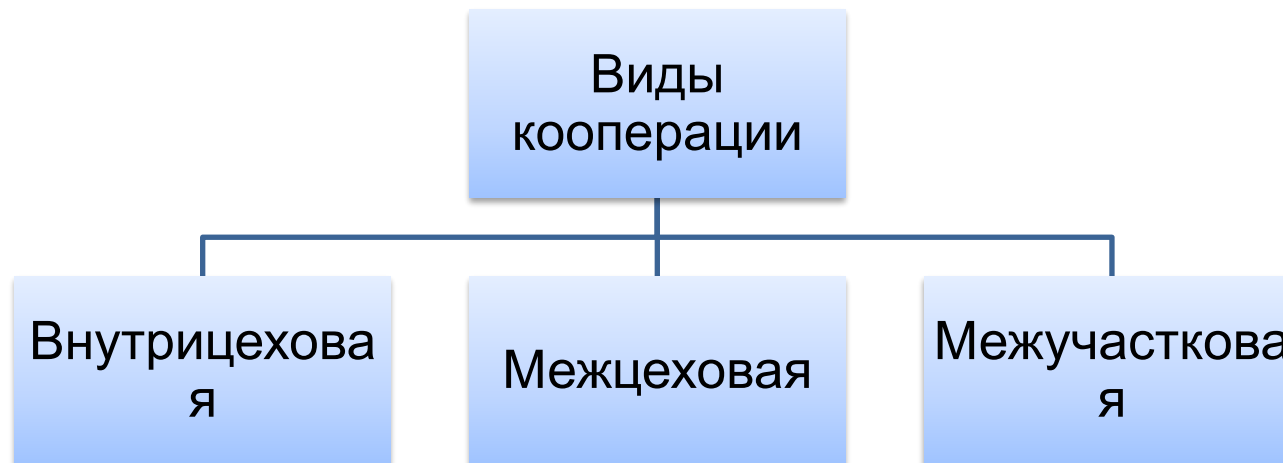 Виды
кооперации
Внутрицехова
я
Межцеховая
Межучасткова
я